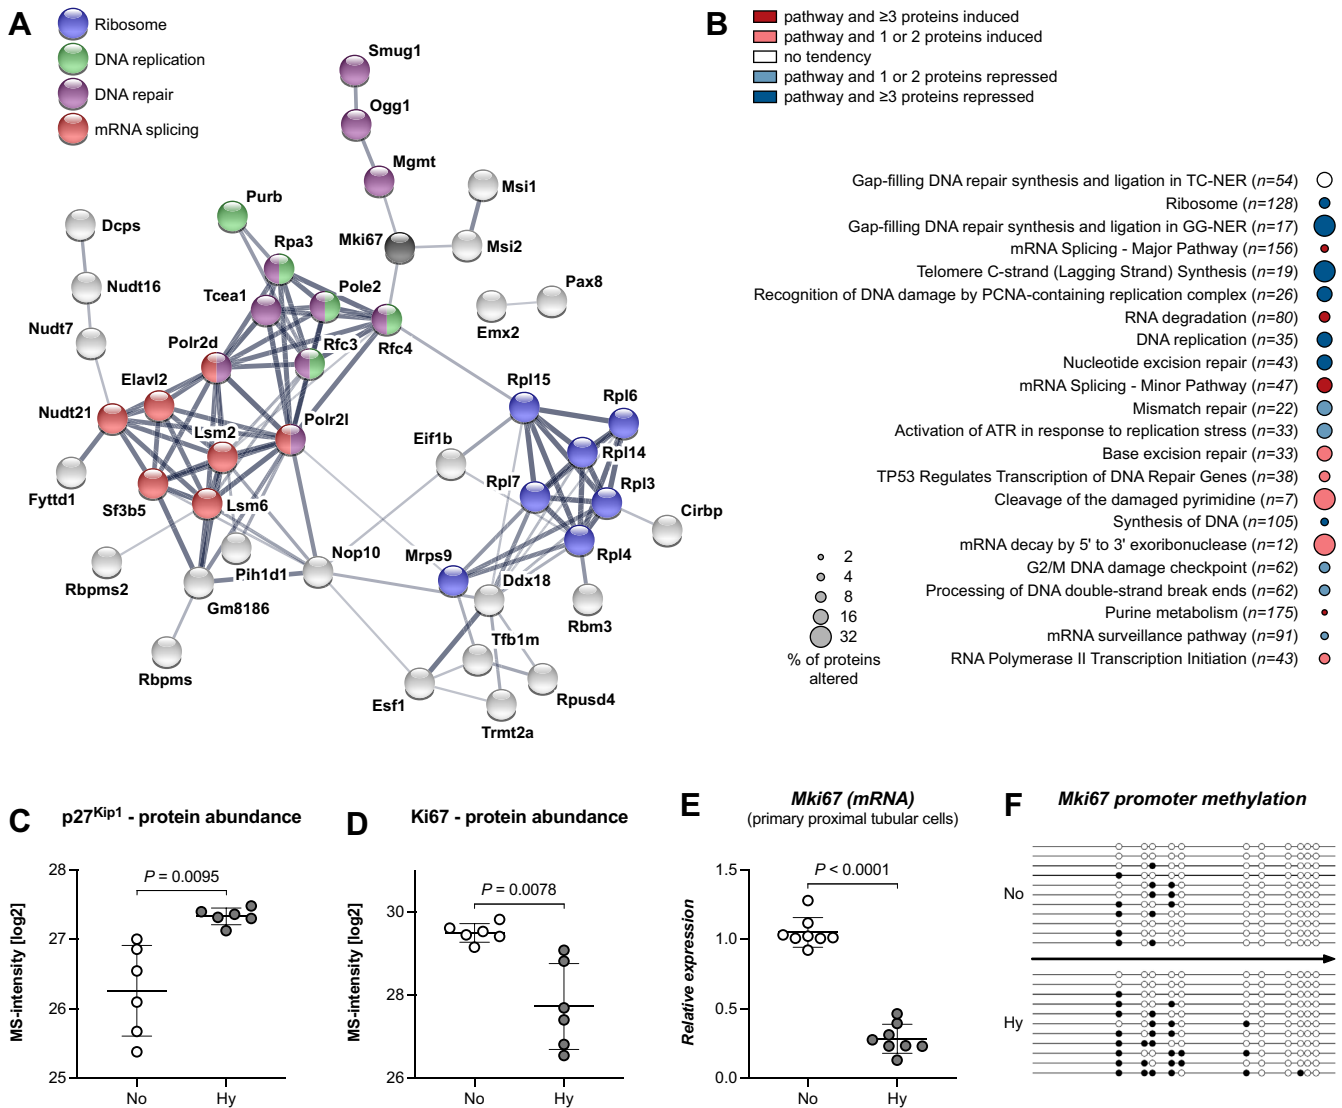 A
Ribosome
DNA replication
DNA repair
mRNA splicing
Smug1
Ogg1
Mgmt
Msi1
Purb
Mki67
Msi2
Dcps
Rpa3
Nudt16
Tcea1
Pole2
Pax8
Emx2
Nudt7
Polr2d
Rfc3
Rfc4
Elavl2
Rpl15
Rpl6
Nudt21
Lsm2
Polr2l
Eif1b
Rpl14
Rpl7
Rpl3
Fyttd1
Sf3b5
Lsm6
Cirbp
Nop10
Mrps9
Rpl4
Rbpms2
Pih1d1
Ddx18
Gm8186
Rbm3
Tfb1m
Rbpms
Esf1
Rpusd4
Trmt2a
B
pathway and ≥3 proteins induced
pathway and 1 or 2 proteins induced
no tendency
pathway and 1 or 2 proteins repressed
pathway and ≥3 proteins repressed
Gap-filling DNA repair synthesis and ligation in TC-NER (n=54)
Ribosome (n=128)
Gap-filling DNA repair synthesis and ligation in GG-NER (n=17)
mRNA Splicing - Major Pathway (n=156)
Telomere C-strand (Lagging Strand) Synthesis (n=19)
Recognition of DNA damage by PCNA-containing replication complex (n=26)
RNA degradation (n=80)
DNA replication (n=35)
Nucleotide excision repair (n=43)
mRNA Splicing - Minor Pathway (n=47)
Mismatch repair (n=22)
Activation of ATR in response to replication stress (n=33)
Base excision repair (n=33)
TP53 Regulates Transcription of DNA Repair Genes (n=38)
Cleavage of the damaged pyrimidine (n=7)
Synthesis of DNA (n=105)
mRNA decay by 5' to 3' exoribonuclease (n=12)
G2/M DNA damage checkpoint (n=62)
Processing of DNA double-strand break ends (n=62)
Purine metabolism (n=175)
mRNA surveillance pathway (n=91)
RNA Polymerase II Transcription Initiation (n=43)
2
4
8
16
32
% of proteins
altered
C
p27Kip1 - protein abundance
MS-intensity [log2]
28
27
26
25
P = 0.0095
No
Hy
D
Ki67 - protein abundance
MS-intensity [log2]
30
28
26
P = 0.0078
No
Hy
E
Mki67 (mRNA)
(primary proximal tubular cells)
Relative expression
1.5
1.0
0.5
0.0
P < 0.0001
No
Hy
F
Mki67 promoter methylation
No
Hy